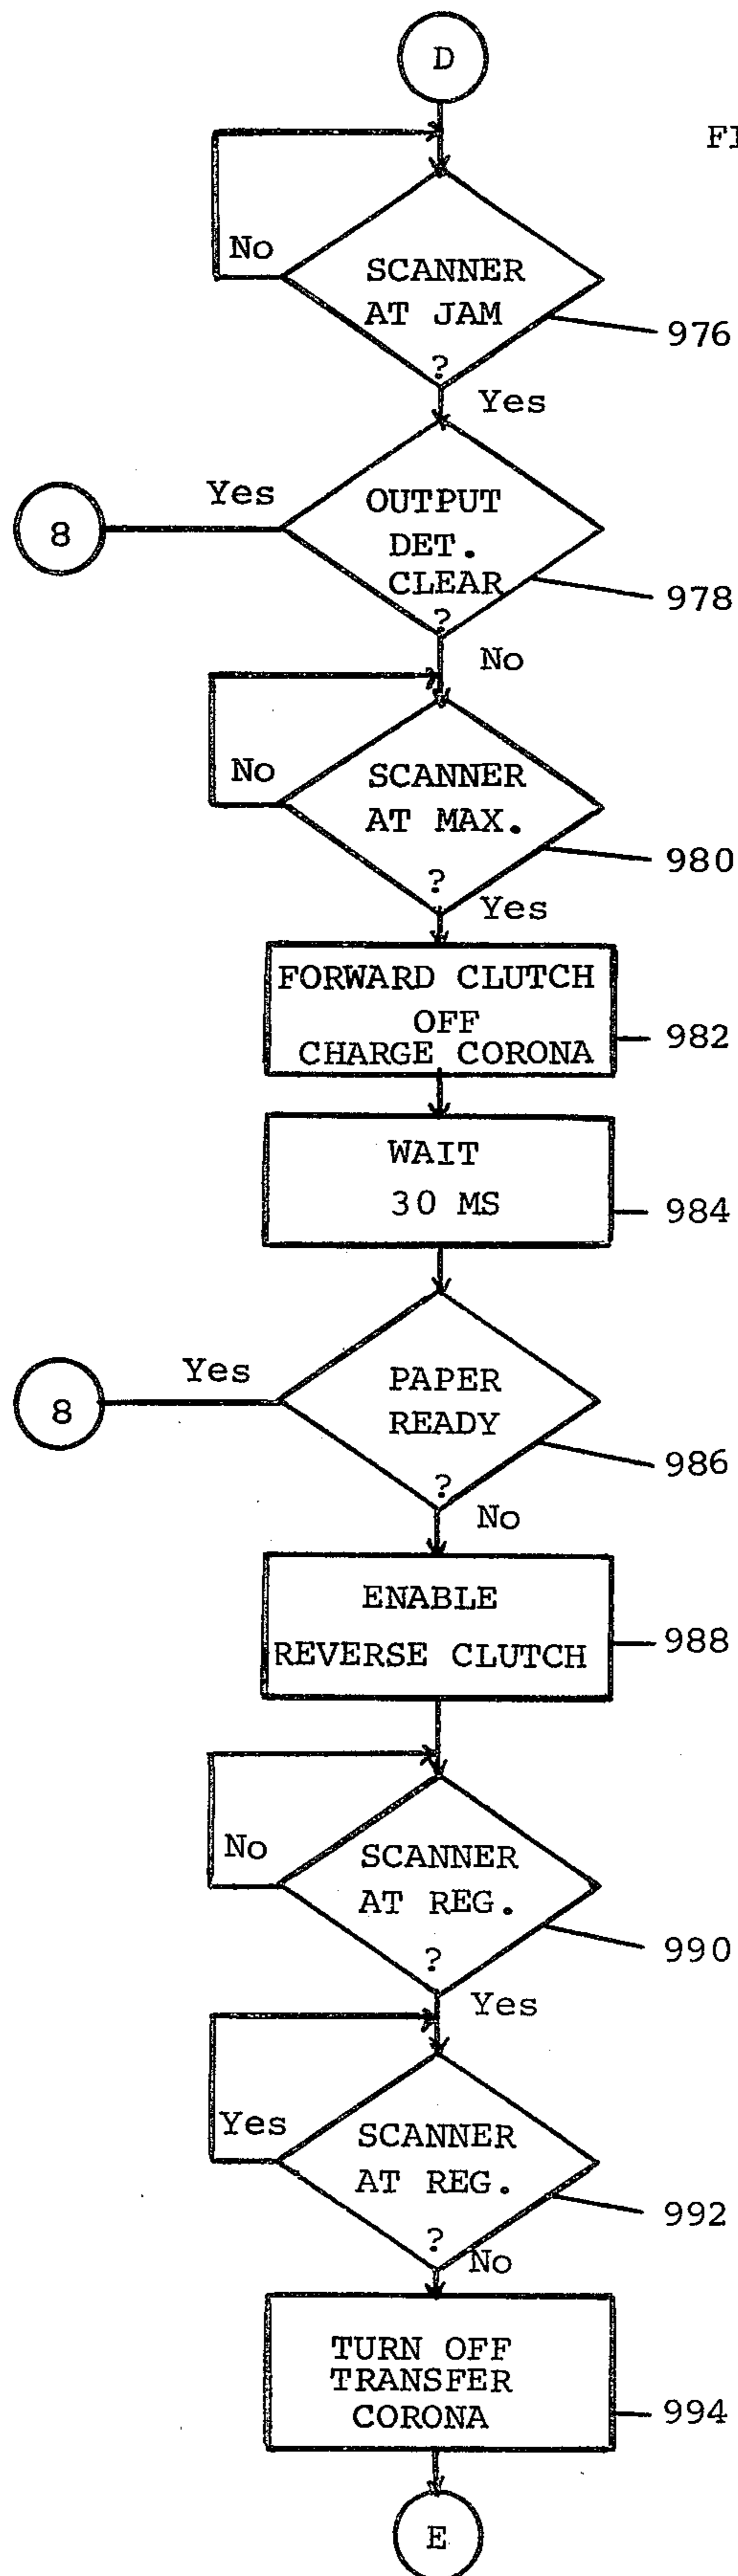 D
FI
No
SCANNER
AT JAM
?
976
Yes
Yes
OUTPUT
DET.
CLEAR
?
8
978
No
No
SCANNER
AT MAX.
?
980
Yes
FORWARD CLUTCH
OFF
CHARGE CORONA
982
WAIT
30 MS
984
Yes
PAPER
READY
?
8
986
No
ENABLE
REVERSE CLUTCH
988
No
SCANNER
AT REG.
?
990
Yes
Yes
SCANNER
AT REG.
?
992
No
TURN OFF
TRANSFER
CORONA
994
E